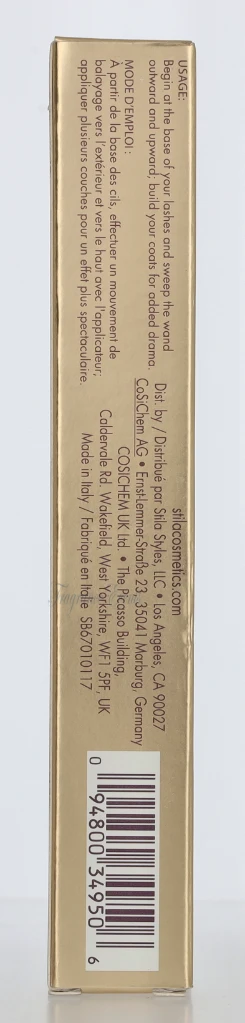 USAGE:
Begin at the base of your lashes and sweep the wand
outward and upward; build your coats for added drama.
MODE D'EMPLOI :
À partir de la base des cils, effectuer un mouvement de
balayage vers l'extérieur et vers le haut avec l'applicateur;
appliquer plusieurs couches pour un effet plus spectaculaire.
stilacosmetics.com
Dist. by / Distribué par Stila Styles, LLC • Los Angeles, CA 90027
CoSiChem AG • Ernst-Lemmer-Straße 23, 35041 Marburg, Germany
COSICHEM UK Ltd. • The Picasso Building,
Caldervale Rd. Wakefield, West Yorkshire, WF1 5PF, UK
Made in Italy / Fabriqué en Italie SB67010117
0 94800 34950 6